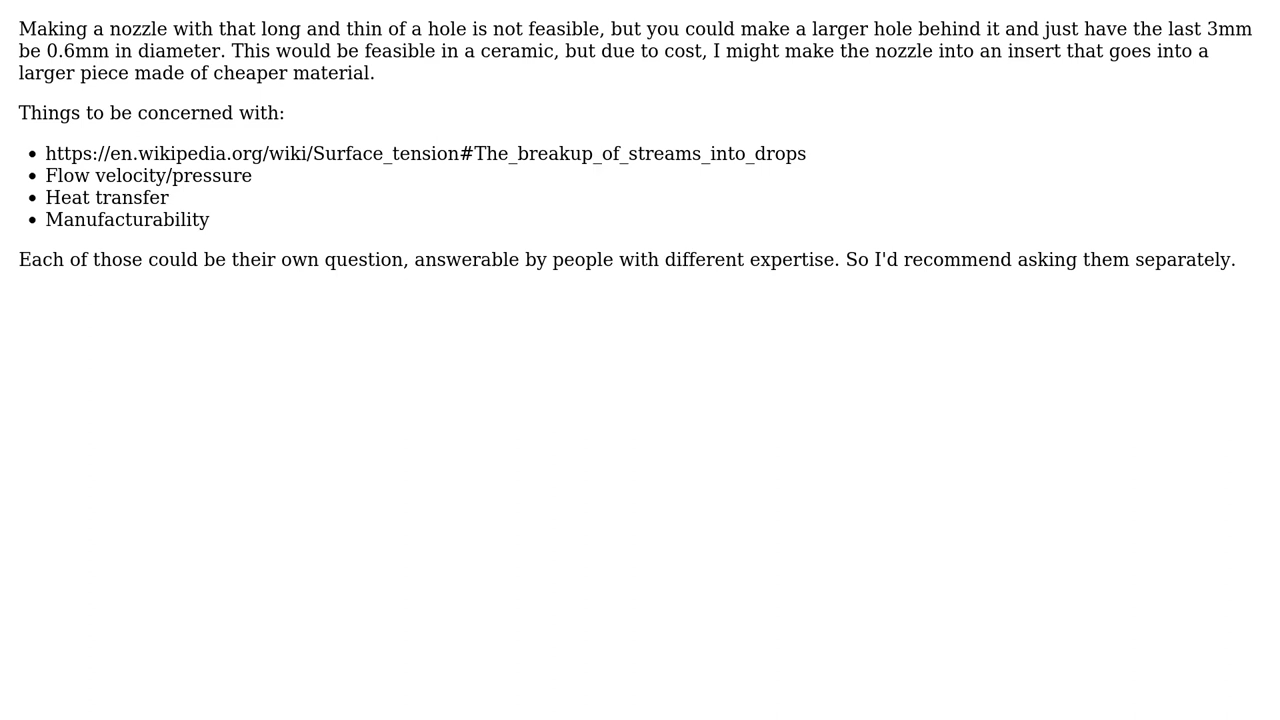 Making a nozzle with that long and thin of a hole is not feasible, but you could make a larger hole behind it and just have the last 3mm
be 0.6mm in diameter. This would be feasible in a ceramic, but due to cost, I might make the nozzle into an insert that goes into a
larger piece made of cheaper material.
Things to be concerned with:
• https://en.wikipedia.org/wiki/Surface_tension#The_breakup_of_streams_into_drops
• Flow velocity/pressure
• Heat transfer
• Manufacturability
Each of those could be their own question, answerable by people with different expertise. So I'd recommend asking them separately.